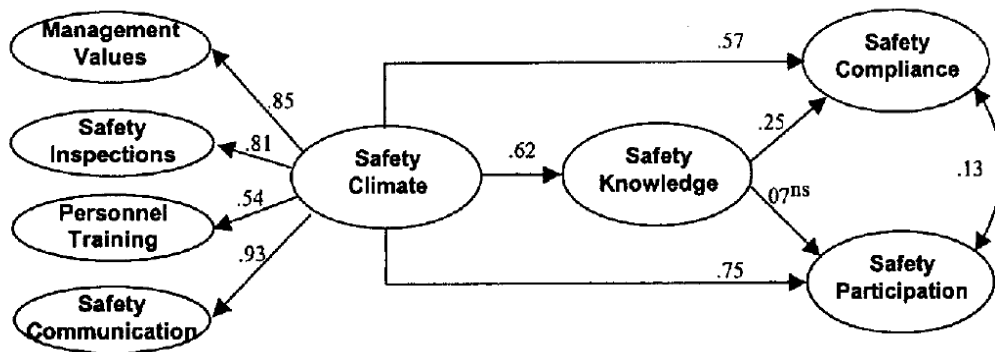 Management
Values
Safety
Inspections
Personnel
Training
Safety
Communication
.85
.81
.54
.93
Safety
Climate
.62
Safety
Knowledge
.57
.25
07ns
.75
Safety
Compliance
.13
Safety
Participation